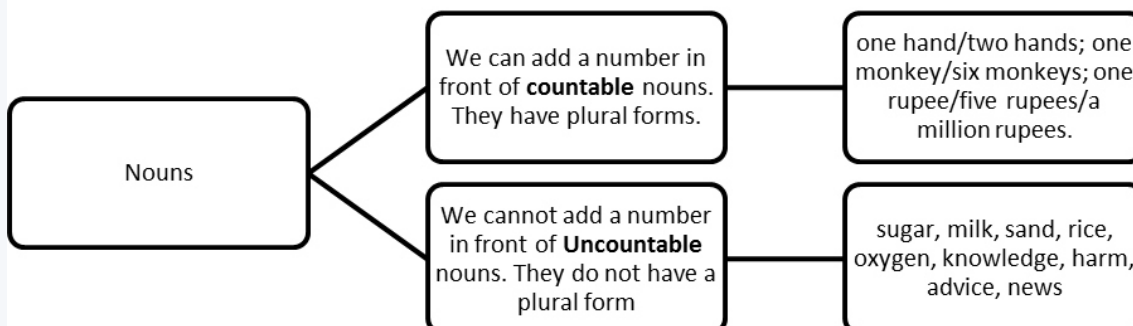 Nouns
We can add a number in
front of countable nouns.
They have plural forms.
one hand/two hands; one
monkey/six monkeys; one
rupee/five rupees/a
million rupees.
We cannot add a number
in front of Uncountable
nouns. They do not have a
plural form
sugar, milk, sand, rice,
oxygen, knowledge, harm,
advice, news